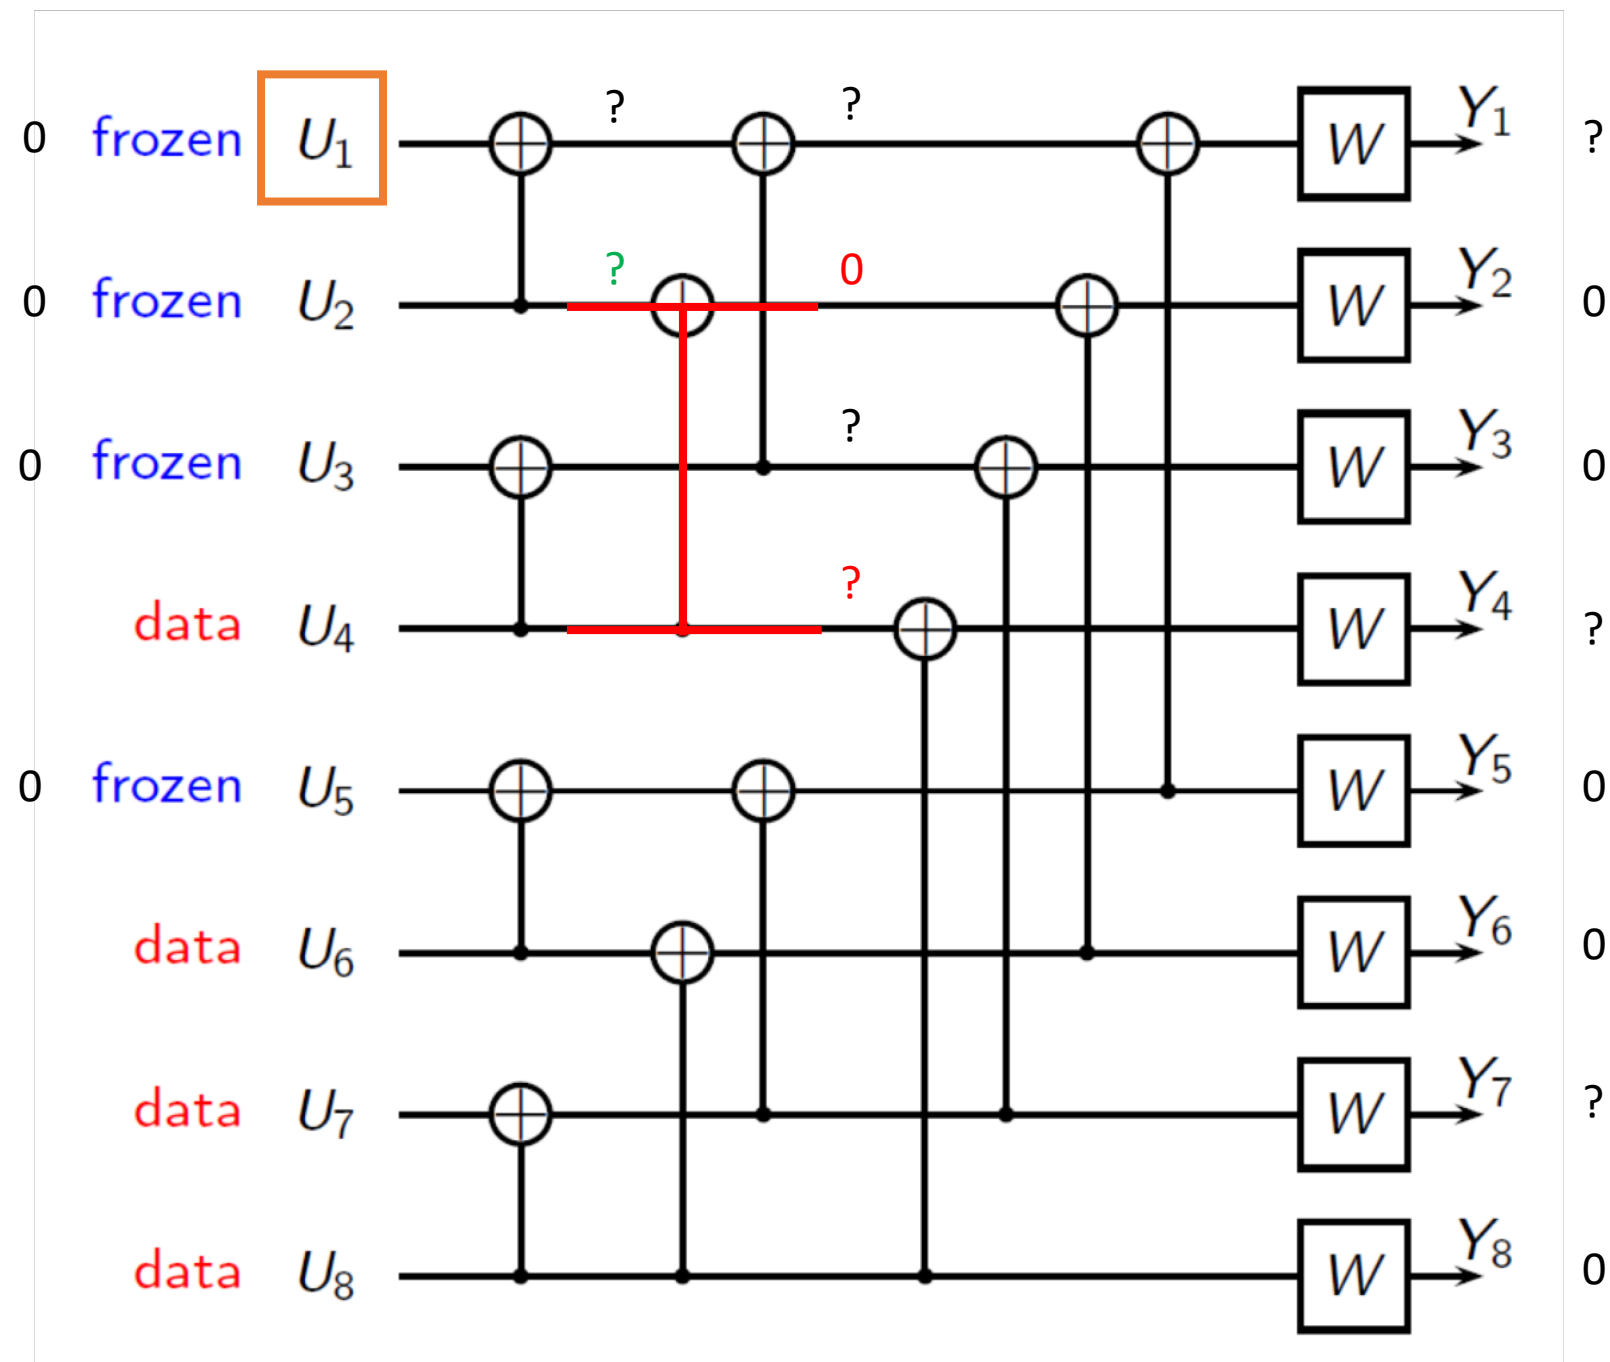 ? ?
0 frozen U₁ W Y₁ ?
? 0
0 frozen U₂ W Y₂ 0
?
0 frozen U₃ W Y₃ 0
?
data U₄ W Y₄ ?
0 frozen U₅ W Y₅ 0
data U₆ W Y₆ 0
data U₇ W Y₇ ?
data U₈ W Y₈ 0